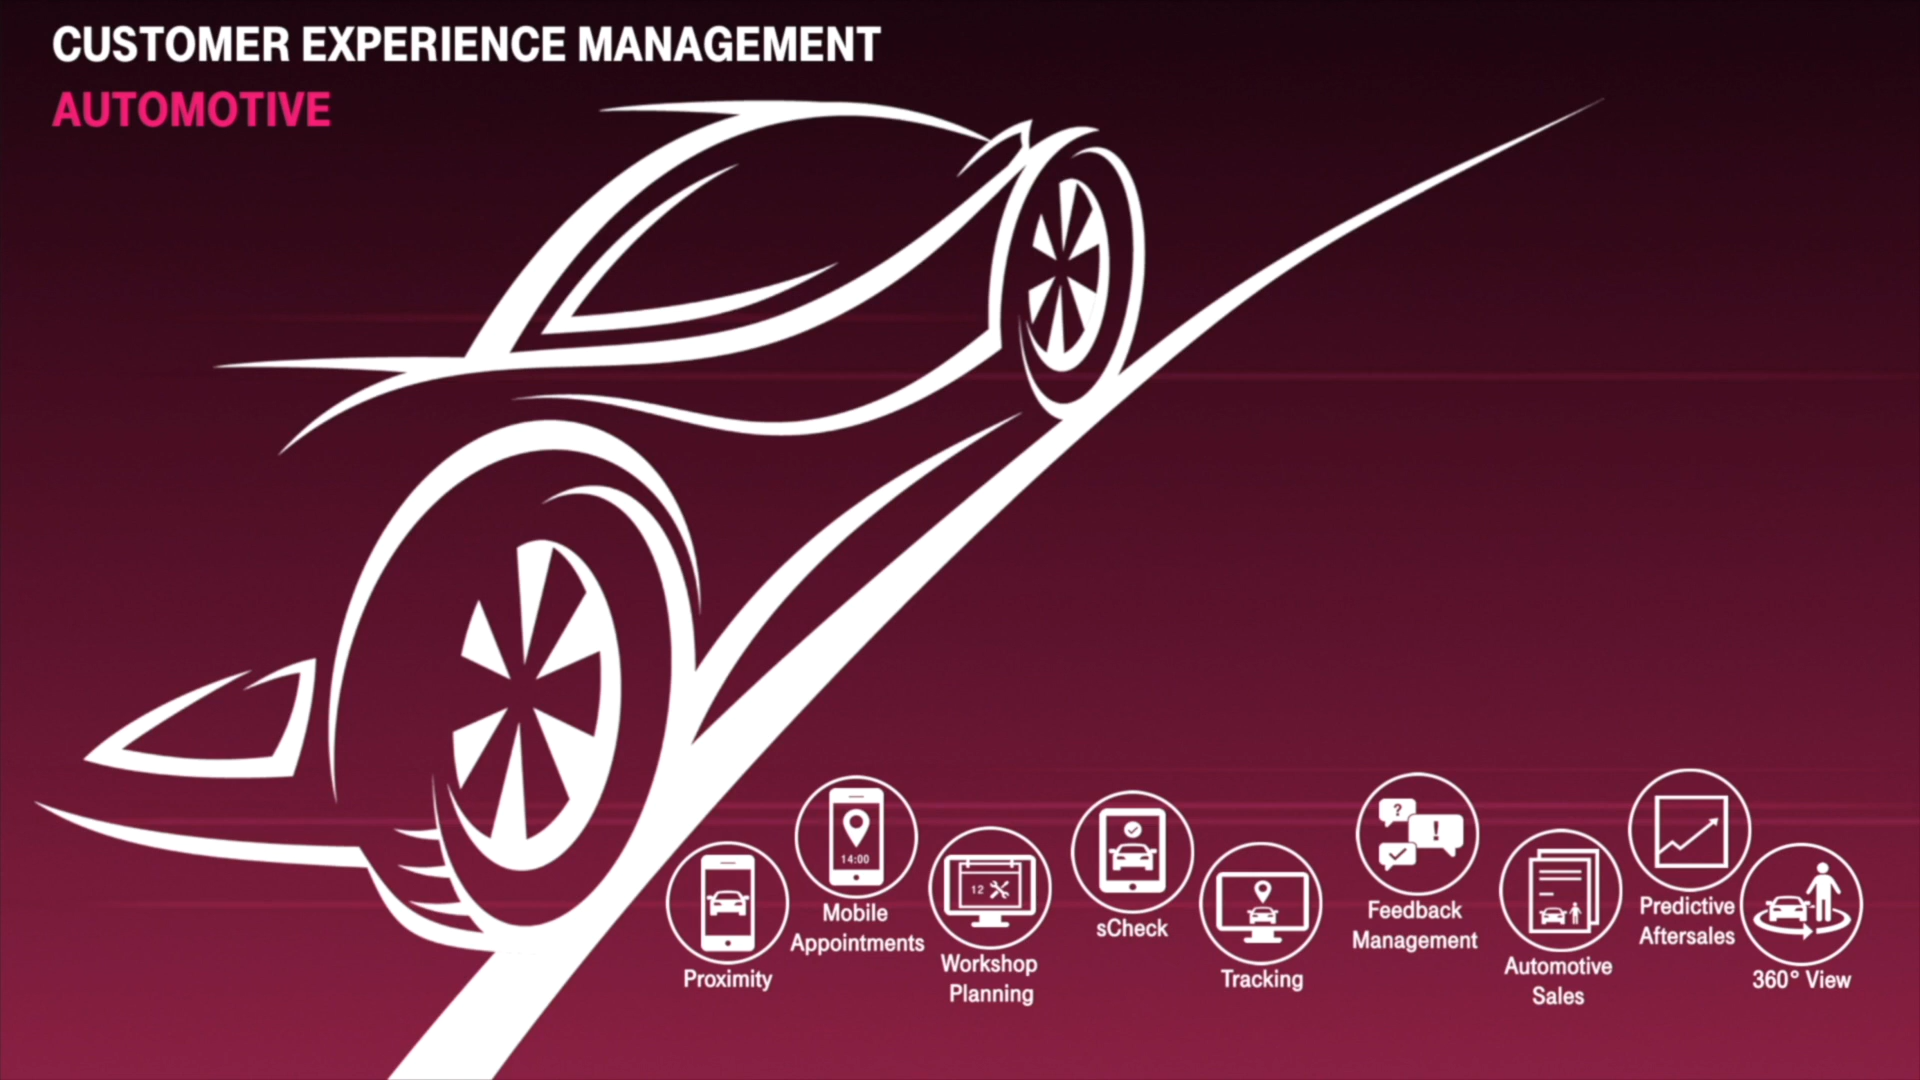 CUSTOMER EXPERIENCE MANAGEMENT
AUTOMOTIVE
Proximity
14:00
Mobile
Appointments
12
Workshop
Planning
sCheck
Tracking
?
!
Feedback
Management
Automotive
Sales
Predictive
Aftersales
360° View